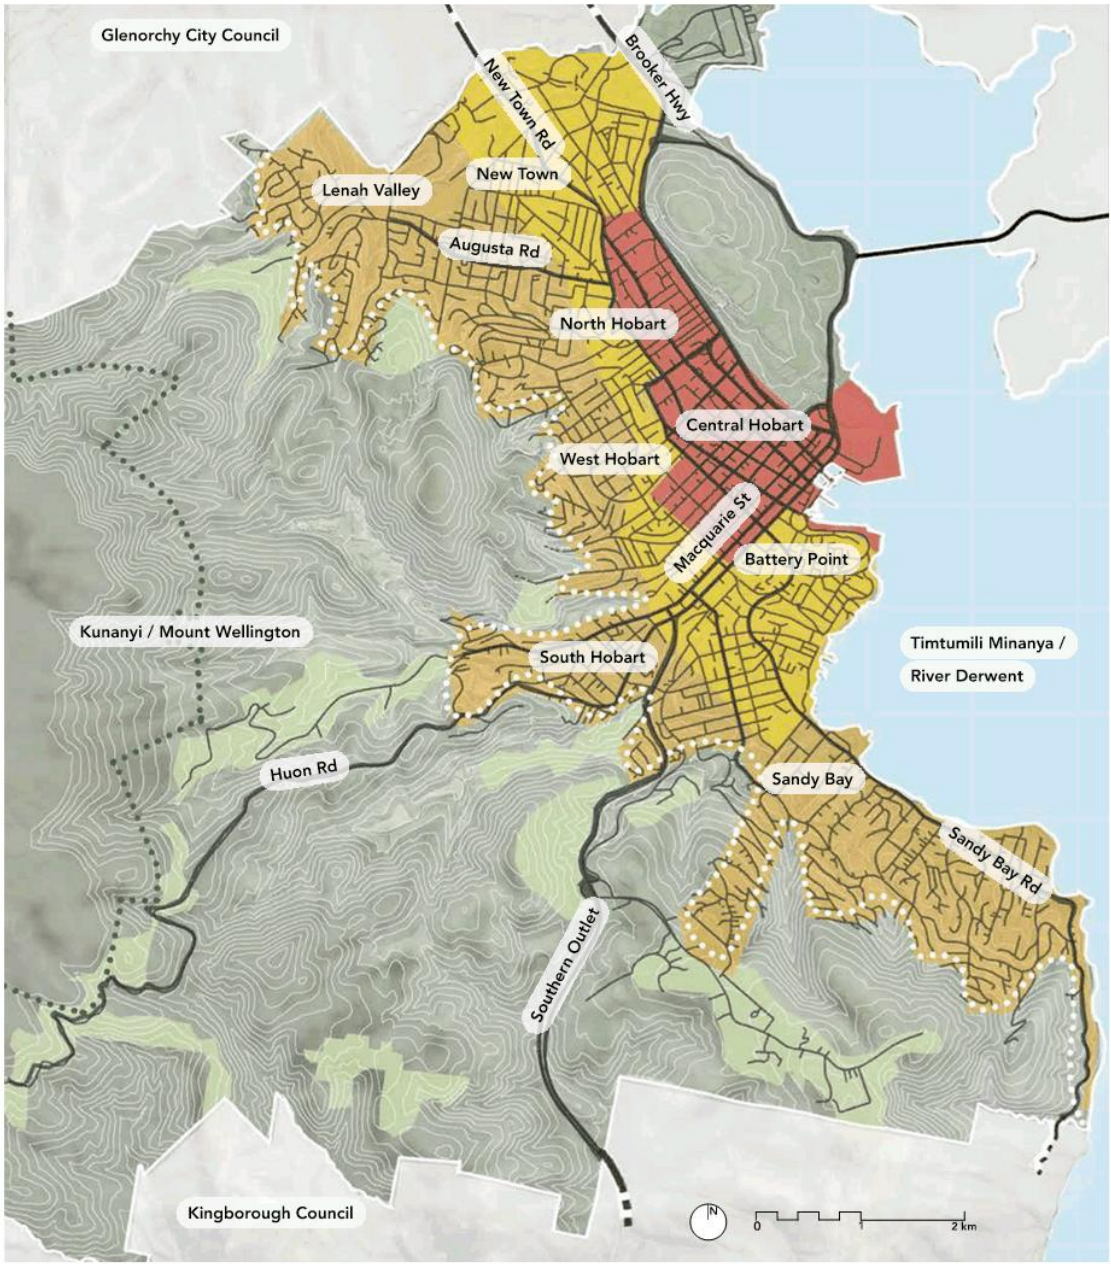 Glenorchy City Council
Brooker Hwy
New Town Rd
New Town
Lenah Valley
Augusta Rd
North Hobart
Central Hobart
West Hobart
Macquarie St
Battery Point
Kunanyi / Mount Wellington
Timtumili Minanya /
River Derwent
South Hobart
Huon Rd
Sandy Bay
Sandy Bay Rd
Southern Outlet
Kingborough Council
N
0 1 2 km